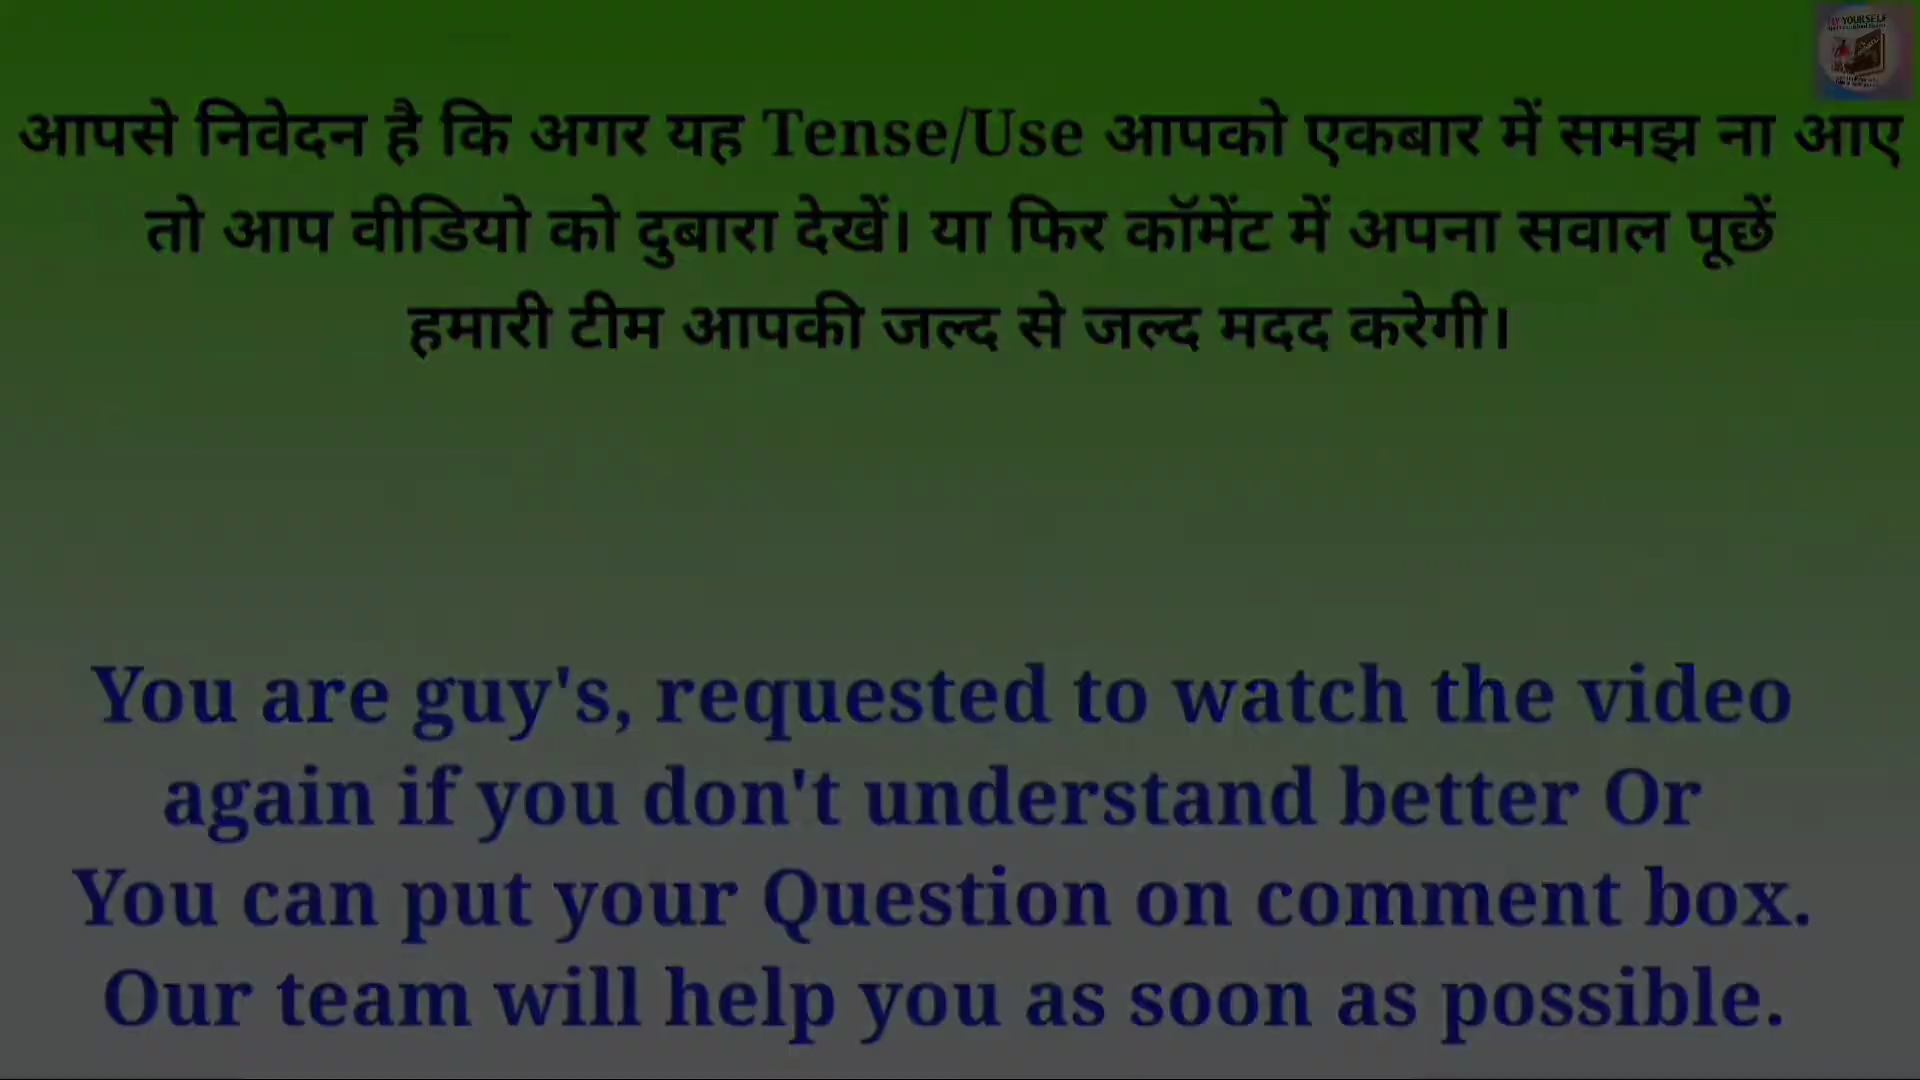 आपसे निवेदन है कि अगर यह Tense/Use आपको एकबार में समझ ना आए
तो आप वीडियो को दुबारा देखें। या फिर कॉमेंट में अपना सवाल पूछें
हमारी टीम आपकी जल्द से जल्द मदद करेगी।
You are guy's, requested to watch the video
again if you don't understand better Or
You can put your Question on comment box.
Our team will help you as soon as possible.